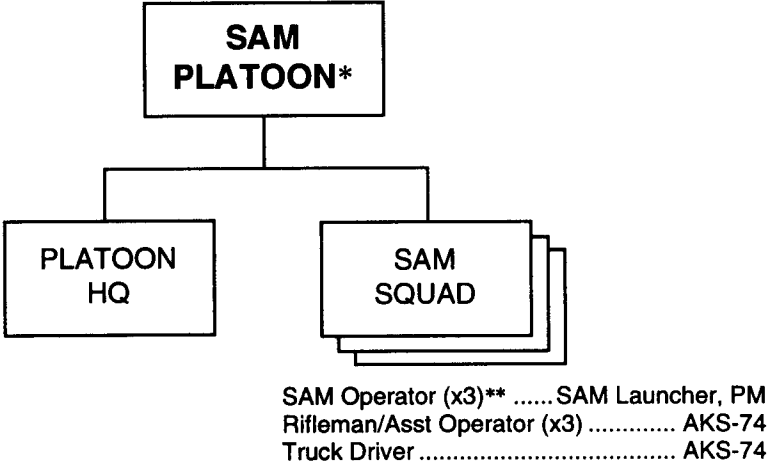 SAM
PLATOON*
PLATOON
HQ
SAM
SQUAD
SAM Operator (x3)** ...... SAM Launcher, PM
Rifleman/Asst Operator (x3) ............. AKS-74
Truck Driver ...................................... AKS-74